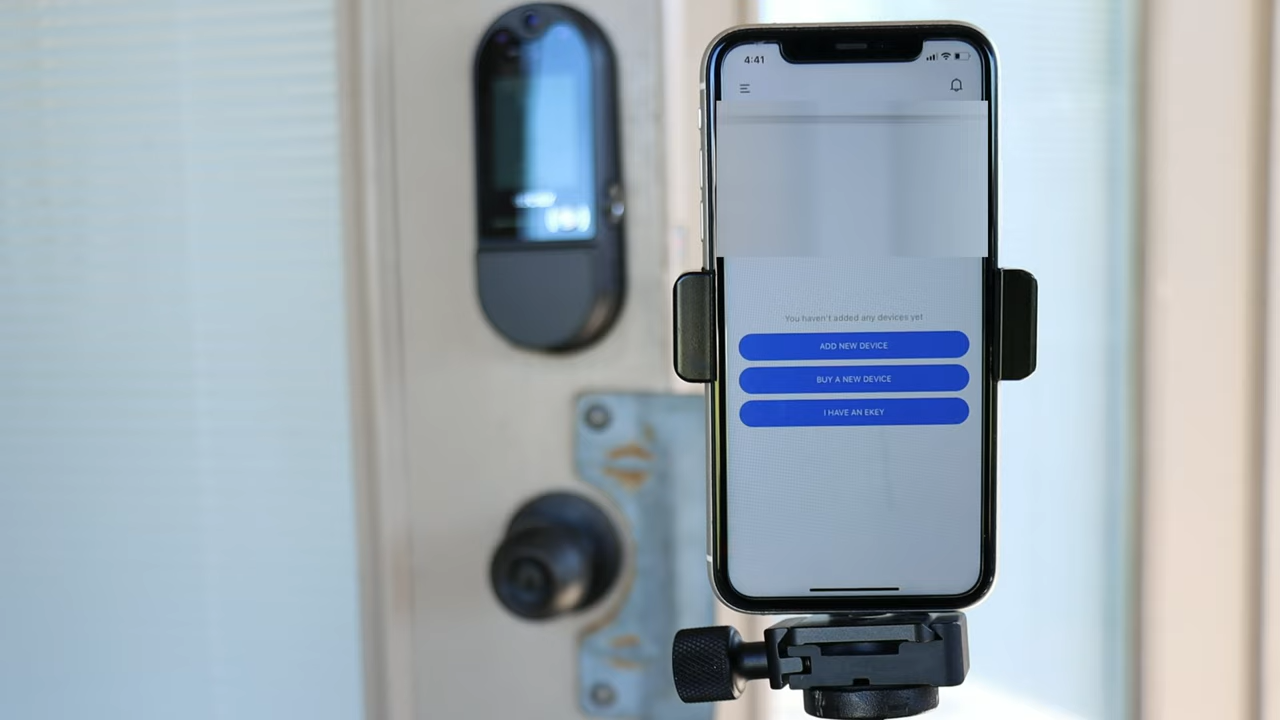 4:41
You haven't added any devices yet
ADD NEW DEVICE
BUY A NEW DEVICE
I HAVE AN EKEY